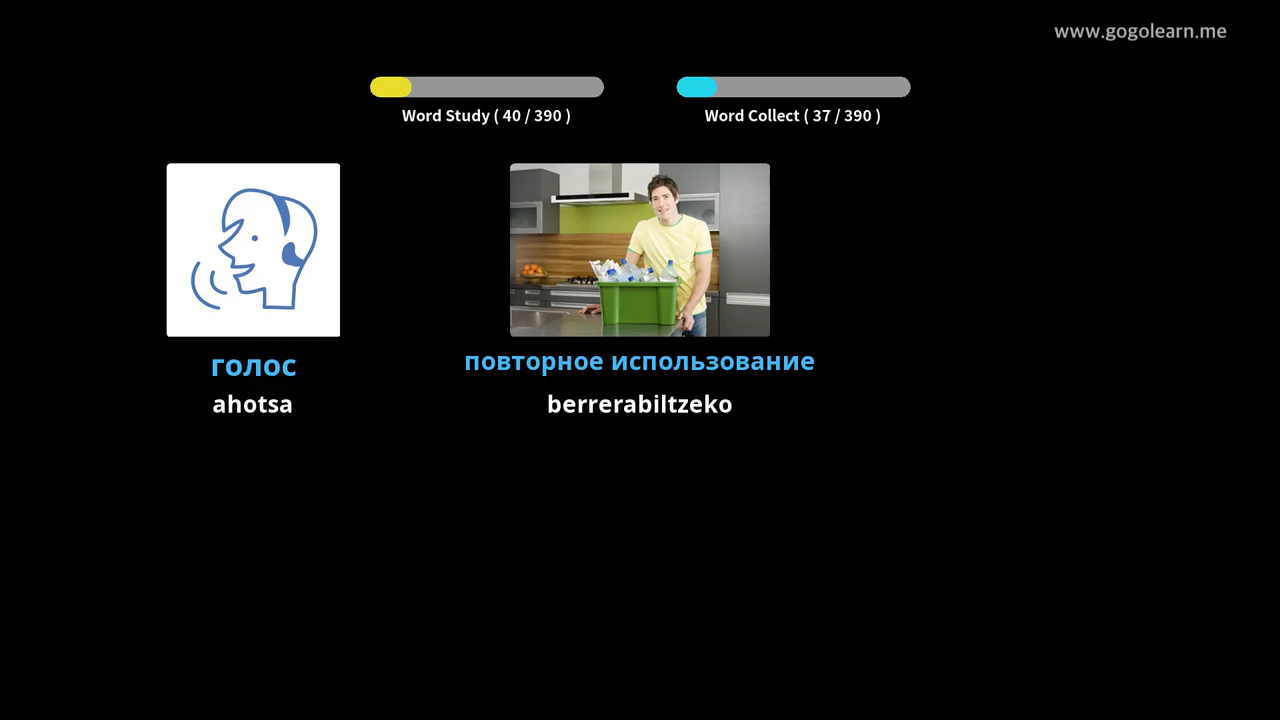 www.gogolearn.me
Word Study ( 40 / 390 )
Word Collect ( 37 / 390 )
голос
ahotsa
повторное использование
berrerabiltzeko